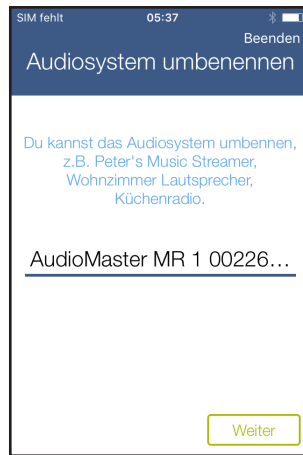 SIM fehlt 05:37
Beenden
Audiosystem umbenennen
Du kannst das Audiosystem umbennen,
z.B. Peter's Music Streamer,
Wohnzimmer Lautsprecher,
Küchenradio.
AudioMaster MR 1 00226...
Weiter